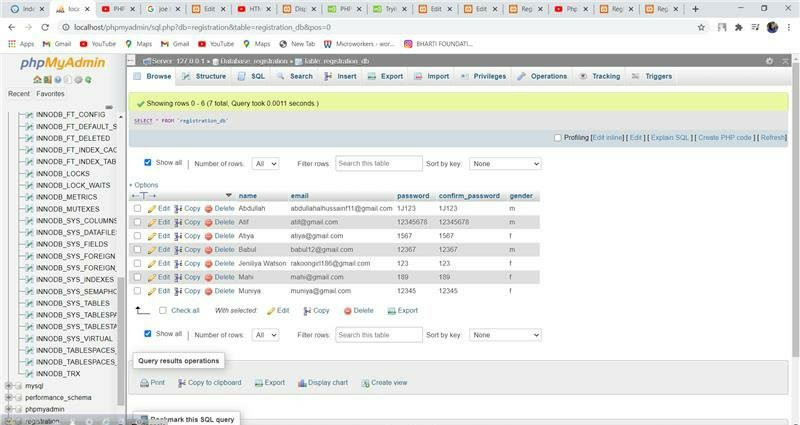 Inde
loca
PHF
joe l
Edit
HTM
Disp
PHP
Tryi
Edit
Edit
Reg
Php
Reg
Reg
localhost/phpmyadmin/sql.php?db=registration&table=registration_db&pos=0
Apps Gmail YouTube Maps Gmail YouTube Maps New Tab Microworkers - wor... BHARTI FOUNDATI...
phpMyAdmin
Recent Favorites
INNODB_FT_CONFIG
INNODB_FT_DEFAULT_S
INNODB_FT_DELETED
INNODB_FT_INDEX_CAC
INNODB_FT_INDEX_TAB
INNODB_LOCKS
INNODB_LOCK_WAITS
INNODB_METRICS
INNODB_MUTEXES
INNODB_SYS_COLUMNS
INNODB_SYS_DATAFILES
INNODB_SYS_FIELDS
INNODB_SYS_FOREIGN
INNODB_SYS_FOREIGN_
INNODB_SYS_INDEXES
INNODB_SYS_SEMAPHO
INNODB_SYS_TABLES
INNODB_SYS_TABLESPA
INNODB_SYS_TABLESTA
INNODB_SYS_VIRTUAL
INNODB_TABLESPACES_
INNODB_TABLESPACES_
INNODB_TRX
mysql
performance_schema
phpmyadmin
registration
Server: 127.0.0.1 » Database: registration » Table: registration_db
Browse Structure SQL Search Insert Export Import Privileges Operations Tracking Triggers
Showing rows 0 - 6 (7 total, Query took 0.0011 seconds.)
SELECT * FROM `registration_db`
Profiling [Edit inline] [ Edit ] [ Explain SQL ] [ Create PHP code ] [ Refresh]
Show all Number of rows: All Filter rows: Search this table Sort by key: None
+ Options
name email password confirm_password gender
Edit Copy Delete Abdullah abdullahalhussainf11@gmail.com 1J123 1J123 m
Edit Copy Delete Atif atif@gmail.com 12345678 12345678 m
Edit Copy Delete Atiya atiya@gmail.com 1567 1567 f
Edit Copy Delete Babul babul12@gmail.com 12367 12367 m
Edit Copy Delete Jeniliya Watson rakoongirl186@gmail.com 123 123 f
Edit Copy Delete Mahi mahi@gmail.com 189 189 f
Edit Copy Delete Muniya muniya@gmail.com 12345 12345 f
Check all With selected: Edit Copy Delete Export
Show all Number of rows: All Filter rows: Search this table Sort by key: None
Query results operations
Print Copy to clipboard Export Display chart Create view
Bookmark this SQL query